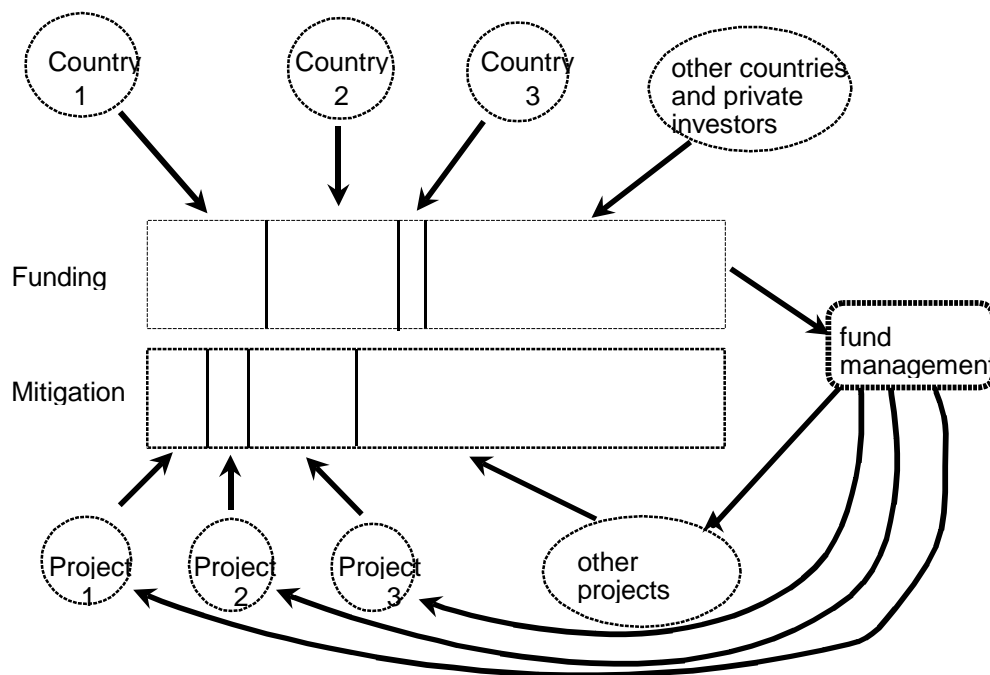 Country
1
Country
2
Country
3
other countries
and private
investors
Funding
fund
management
Mitigation
Project
1
Project
2
Project
3
other
projects